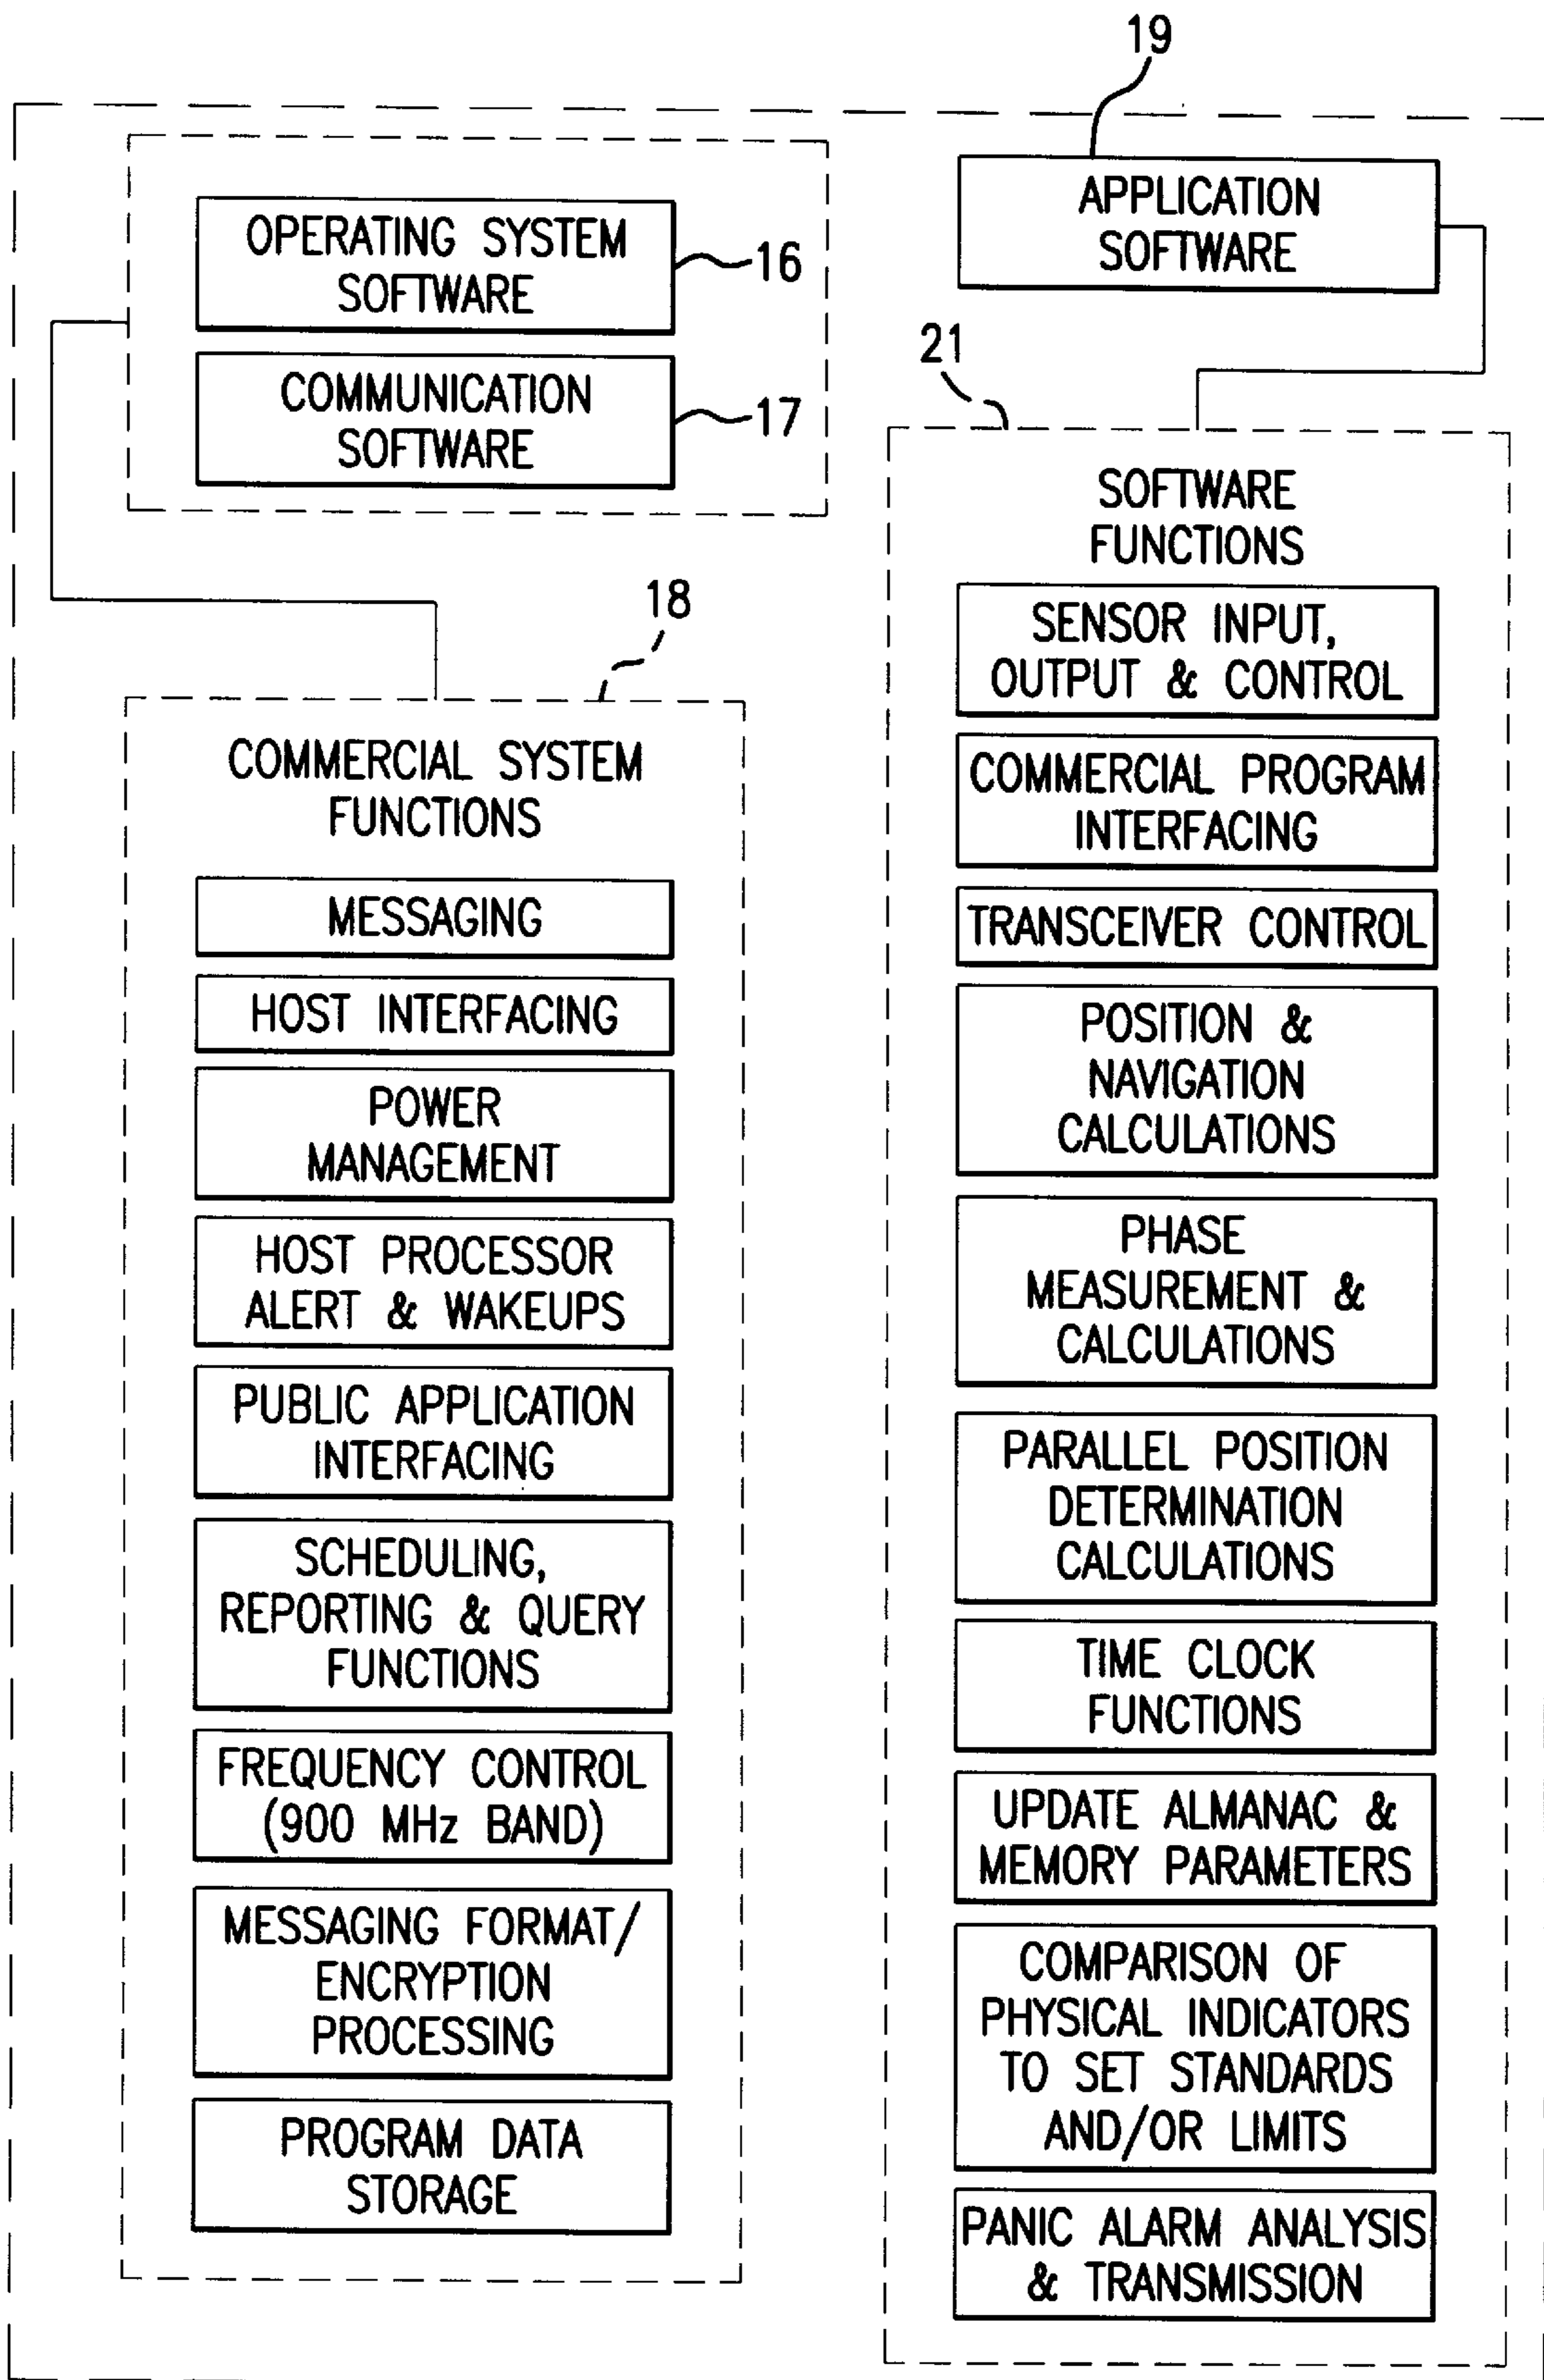 19
APPLICATION
SOFTWARE
OPERATING SYSTEM
SOFTWARE
16
COMMUNICATION
SOFTWARE
17
18
COMMERCIAL SYSTEM
FUNCTIONS
MESSAGING
HOST INTERFACING
POWER
MANAGEMENT
HOST PROCESSOR
ALERT & WAKEUPS
PUBLIC APPLICATION
INTERFACING
SCHEDULING,
REPORTING & QUERY
FUNCTIONS
FREQUENCY CONTROL
(900 MHz BAND)
MESSAGING FORMAT/
ENCRYPTION
PROCESSING
PROGRAM DATA
STORAGE
21
SOFTWARE
FUNCTIONS
SENSOR INPUT,
OUTPUT & CONTROL
COMMERCIAL PROGRAM
INTERFACING
TRANSCEIVER CONTROL
POSITION &
NAVIGATION
CALCULATIONS
PHASE
MEASUREMENT &
CALCULATIONS
PARALLEL POSITION
DETERMINATION
CALCULATIONS
TIME CLOCK
FUNCTIONS
UPDATE ALMANAC &
MEMORY PARAMETERS
COMPARISON OF
PHYSICAL INDICATORS
TO SET STANDARDS
AND/OR LIMITS
PANIC ALARM ANALYSIS
& TRANSMISSION